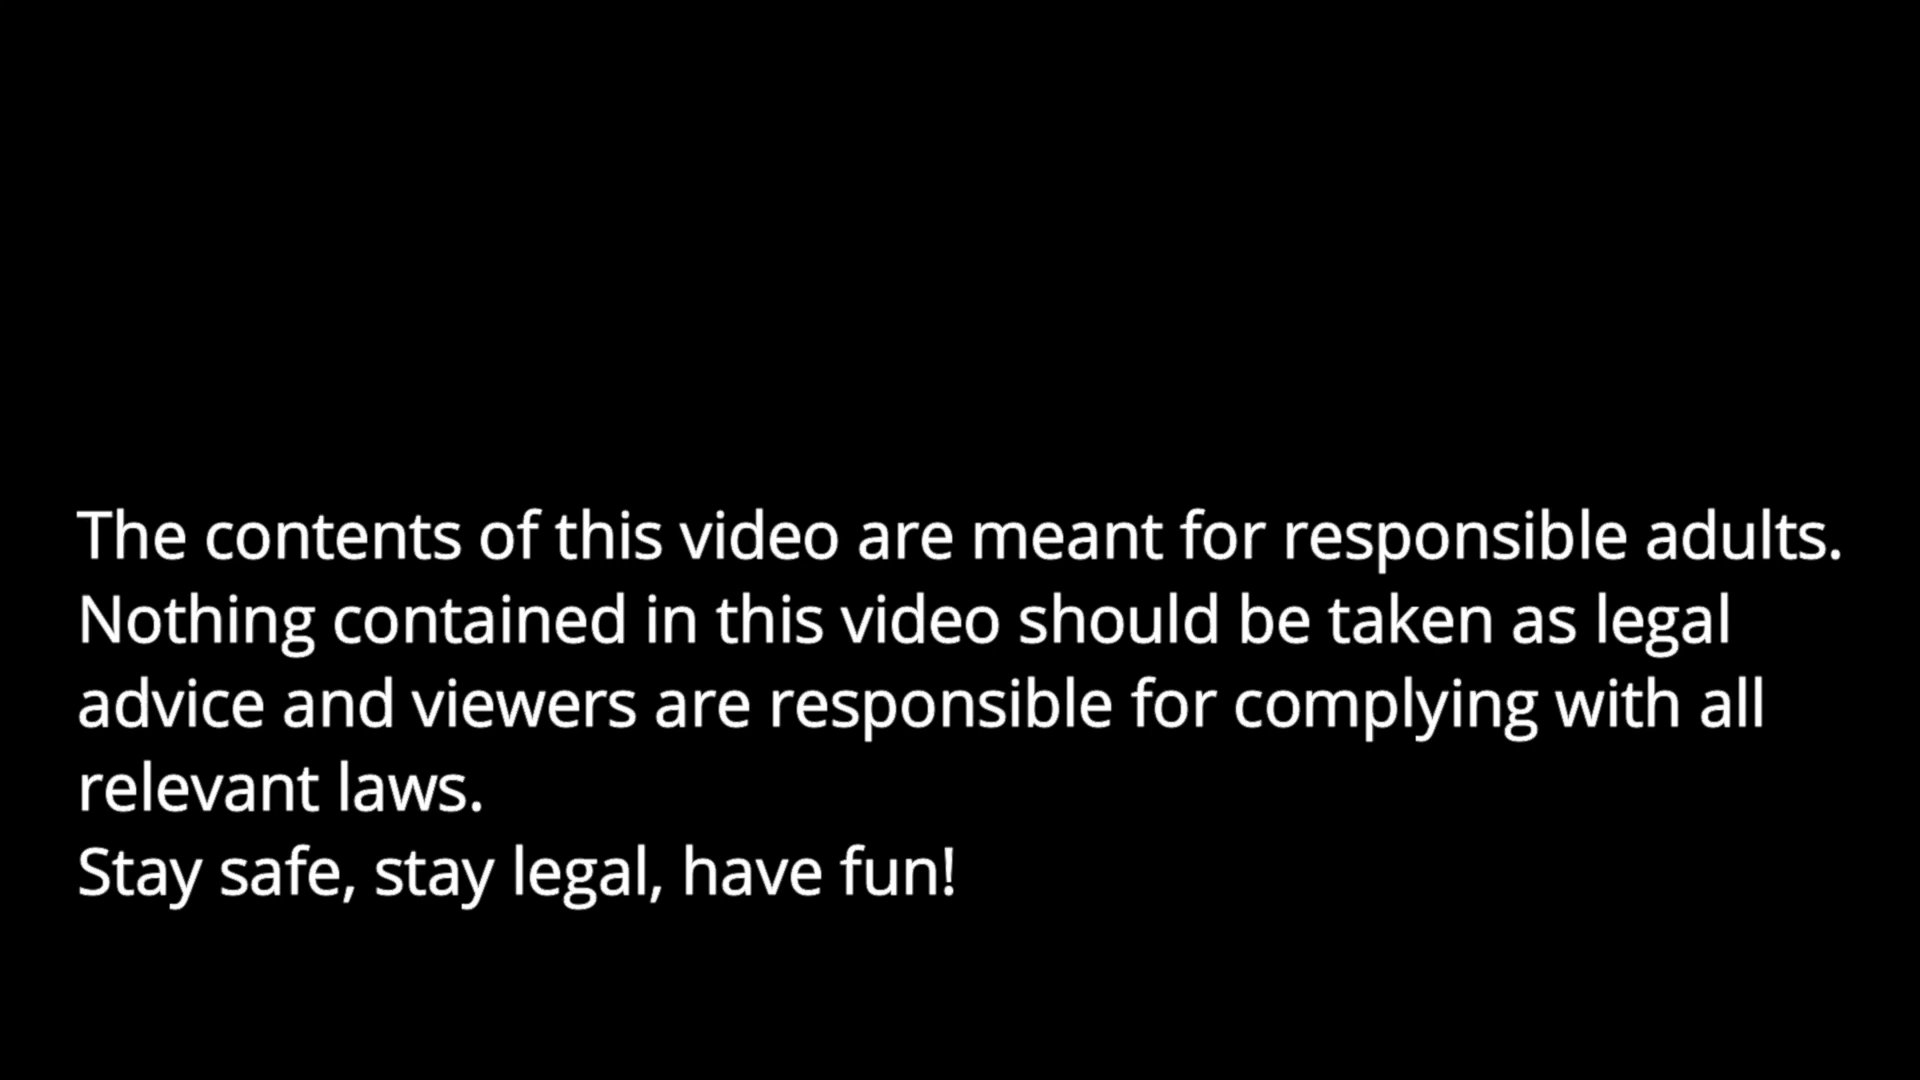 The contents of this video are meant for responsible adults.
Nothing contained in this video should be taken as legal
advice and viewers are responsible for complying with all
relevant laws.
Stay safe, stay legal, have fun!